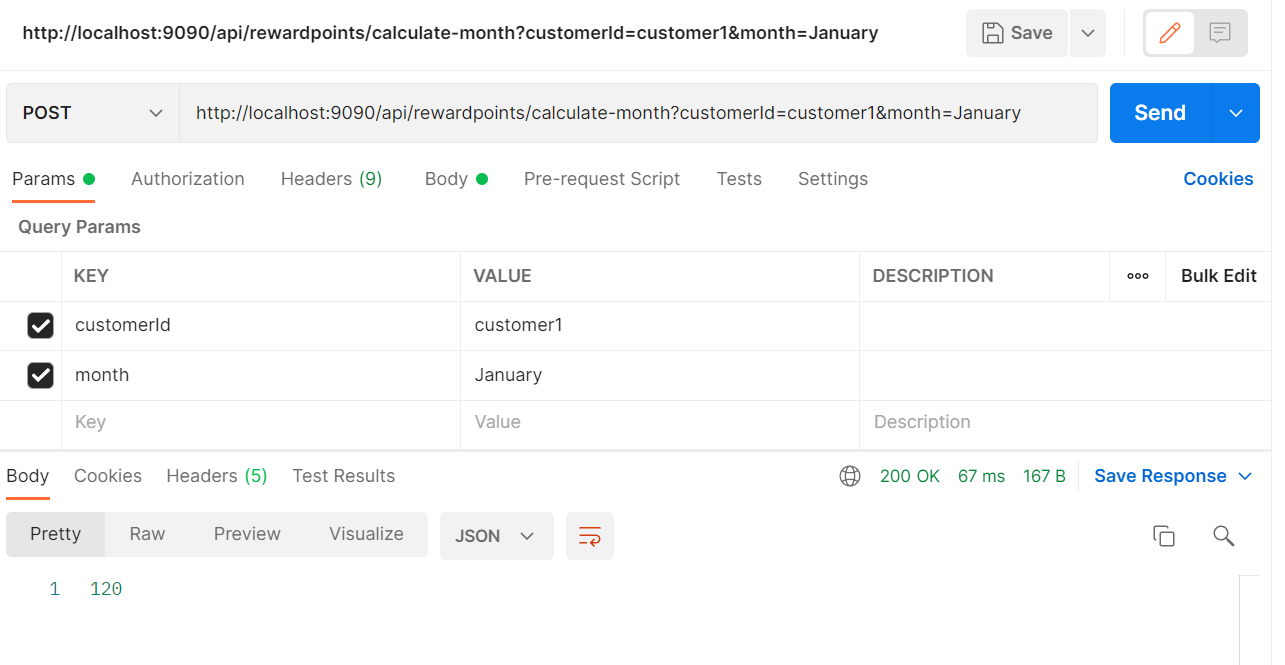 http://localhost:9090/api/rewardpoints/calculate-month?customerId=customer1&month=January Save
POST http://localhost:9090/api/rewardpoints/calculate-month?customerId=customer1&month=January Send
Params Authorization Headers (9) Body Pre-request Script Tests Settings Cookies
Query Params
KEY VALUE DESCRIPTION ooo Bulk Edit
customerId customer1
month January
Key Value Description
Body Cookies Headers (5) Test Results 200 OK 67 ms 167 B Save Response
Pretty Raw Preview Visualize JSON
1 120